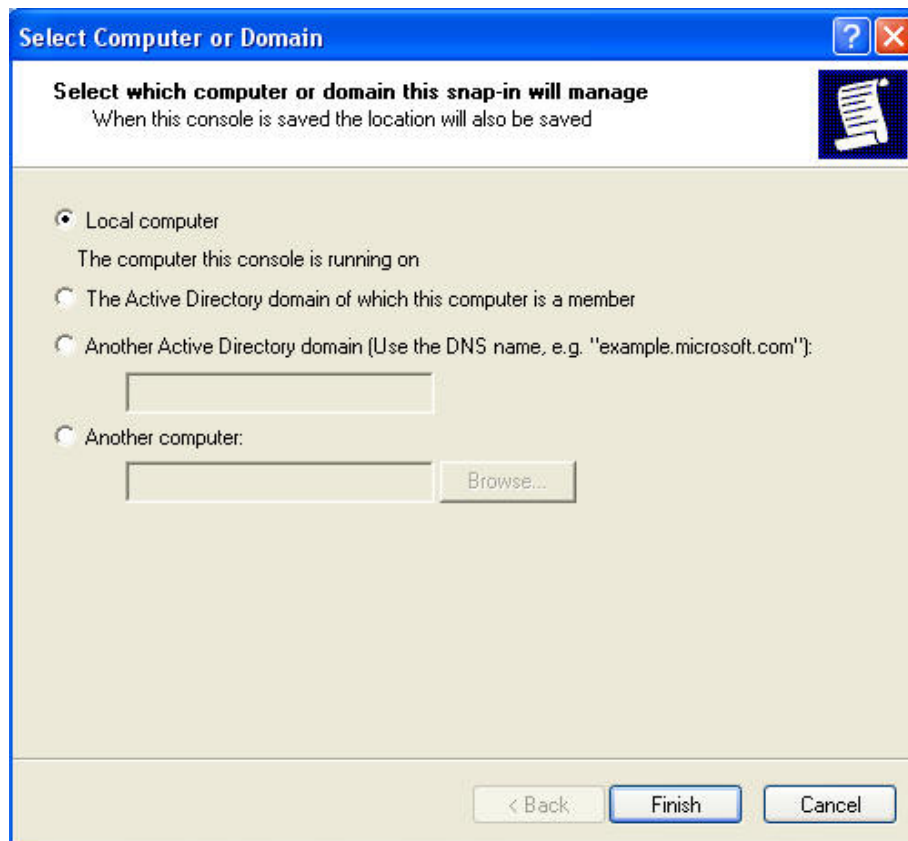 Select Computer or Domain
Select which computer or domain this snap-in will manage
When this console is saved the location will also be saved
Local computer
The computer this console is running on
The Active Directory domain of which this computer is a member
Another Active Directory domain (Use the DNS name, e.g. "example.microsoft.com"):
Another computer:
Browse...
< Back Finish Cancel